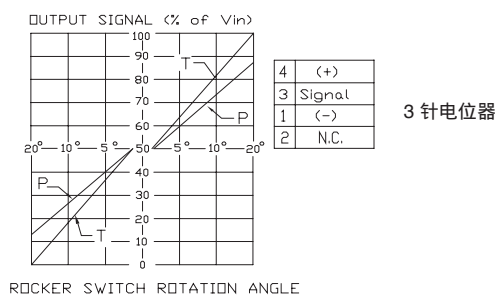 OUTPUT SIGNAL (% of Vin)
100
90
T
80
70
P
60
20° 10° 5° 50 5° 10° 20°
40
P
30
20
T
10
0
ROCKER SWITCH ROTATION ANGLE
4 (+)
3 Signal
1 (-)
2 N.C.
3 针电位器